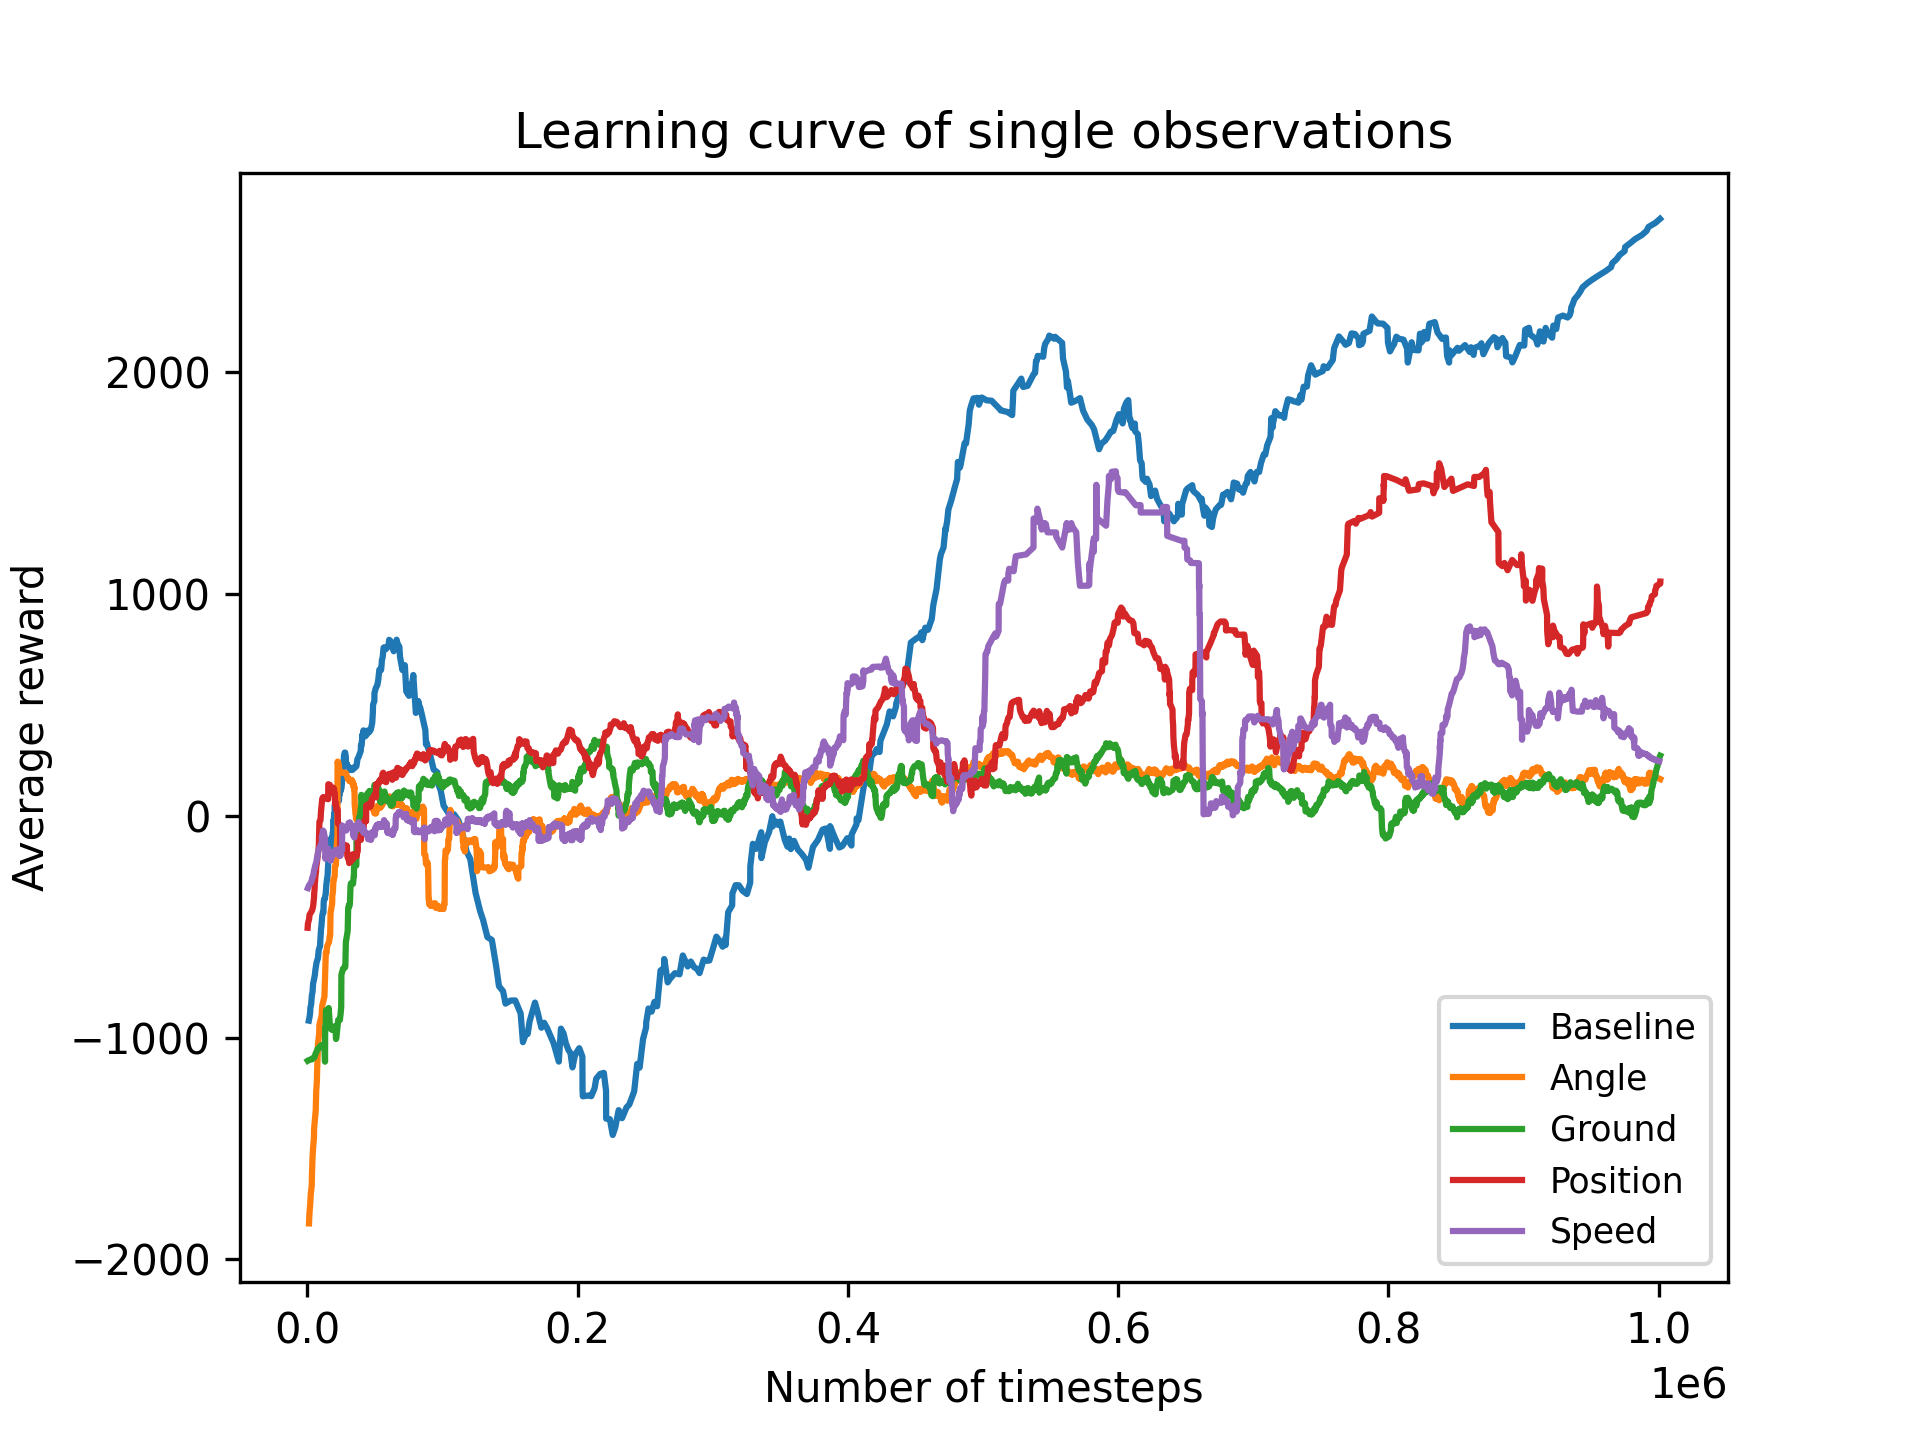 Learning curve of single observations
Average reward
2000
1000
0
−1000
−2000
0.0 0.2 0.4 0.6 0.8 1.0
1e6
Number of timesteps
Baseline
Angle
Ground
Position
Speed